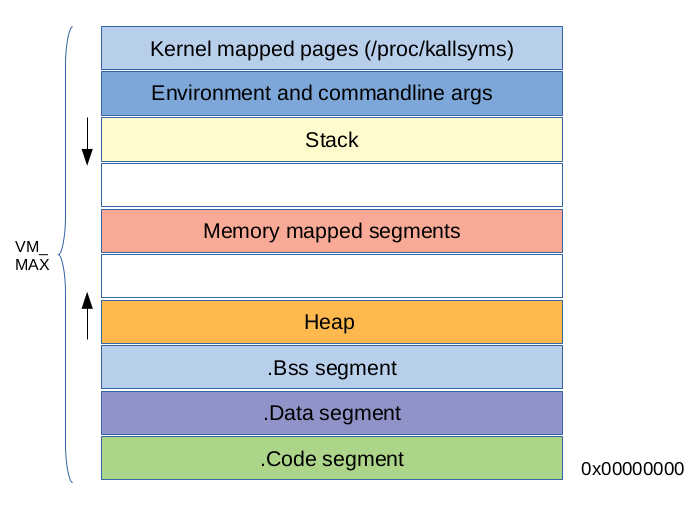 Kernel mapped pages (/proc/kallsyms)
Environment and commandline args
Stack
Memory mapped segments
VM_
MAX
Heap
.Bss segment
.Data segment
.Code segment
0x00000000